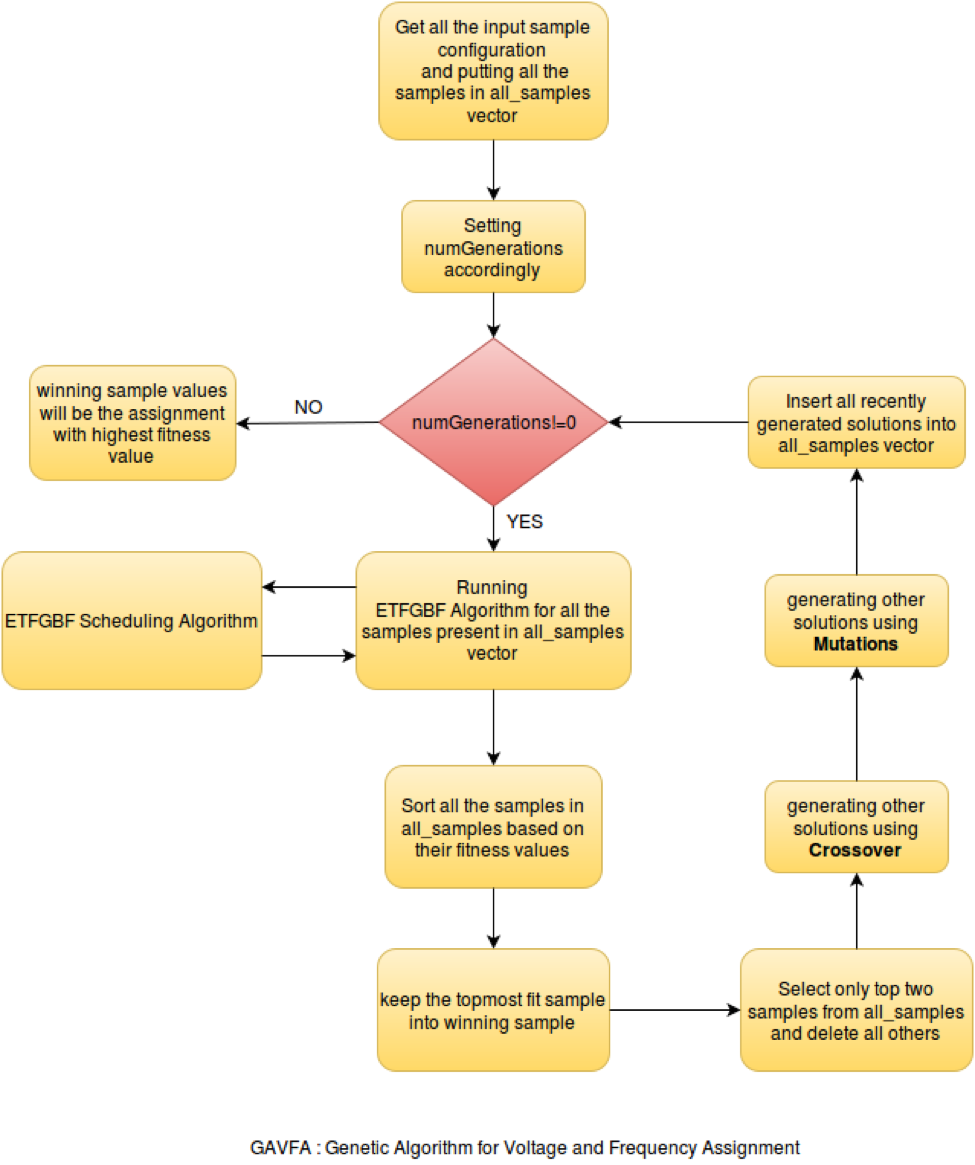 Get all the input sample
configuration
and putting all the
samples in all_samples
vector
Setting
numGenerations
accordingly
numGenerations!=0
NO
winning sample values
will be the assignment
with highest fitness
value
YES
Running
ETFGBF Algorithm for all the
samples present in all_samples
vector
ETFGBF Scheduling Algorithm
Sort all the samples in
all_samples based on
their fitness values
keep the topmost fit sample
into winning sample
Select only top two
samples from all_samples
and delete all others
generating other
solutions using
Crossover
generating other
solutions using
Mutations
Insert all recently
generated solutions into
all_samples vector
GAVFA : Genetic Algorithm for Voltage and Frequency Assignment